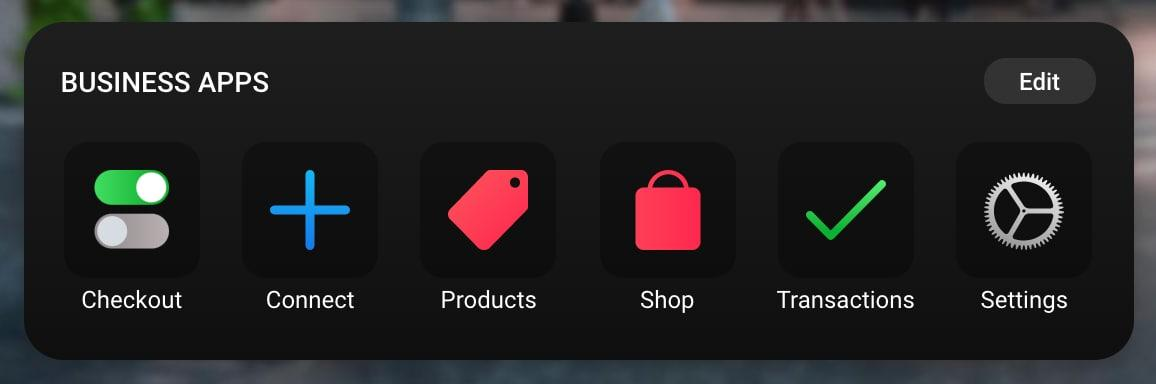 BUSINESS APPS
Edit
Checkout
Connect
Products
Shop
Transactions
Settings